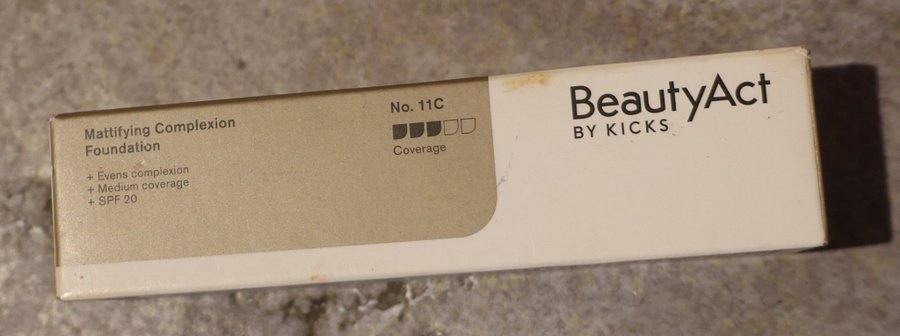 Mattifying Complexion
Foundation
+ Evens complexion
+ Medium coverage
+ SPF 20
No. 11C
Coverage
BeautyAct
BY KICKS